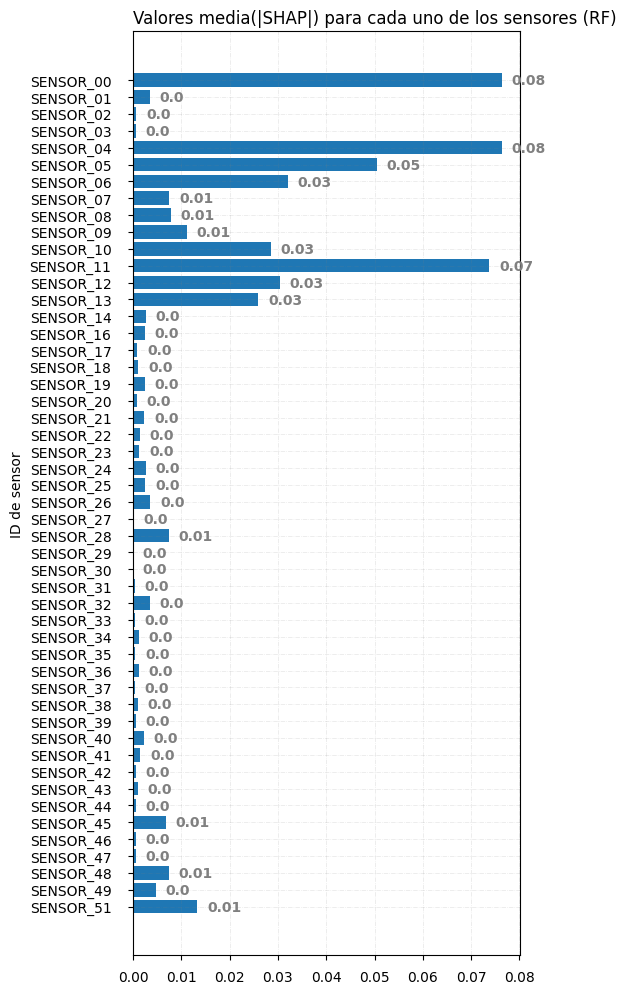 Valores media(|SHAP|) para cada uno de los sensores (RF)
SENSOR_00 0.08
SENSOR_01 0.0
SENSOR_02 0.0
SENSOR_03 0.0
SENSOR_04 0.08
SENSOR_05 0.05
SENSOR_06 0.03
SENSOR_07 0.01
SENSOR_08 0.01
SENSOR_09 0.01
SENSOR_10 0.03
SENSOR_11 0.07
SENSOR_12 0.03
SENSOR_13 0.03
SENSOR_14 0.0
SENSOR_16 0.0
SENSOR_17 0.0
SENSOR_18 0.0
SENSOR_19 0.0
SENSOR_20 0.0
SENSOR_21 0.0
SENSOR_22 0.0
SENSOR_23 0.0
SENSOR_24 0.0
SENSOR_25 0.0
SENSOR_26 0.0
SENSOR_27 0.0
SENSOR_28 0.01
SENSOR_29 0.0
SENSOR_30 0.0
SENSOR_31 0.0
SENSOR_32 0.0
SENSOR_33 0.0
SENSOR_34 0.0
SENSOR_35 0.0
SENSOR_36 0.0
SENSOR_37 0.0
SENSOR_38 0.0
SENSOR_39 0.0
SENSOR_40 0.0
SENSOR_41 0.0
SENSOR_42 0.0
SENSOR_43 0.0
SENSOR_44 0.0
SENSOR_45 0.01
SENSOR_46 0.0
SENSOR_47 0.0
SENSOR_48 0.01
SENSOR_49 0.0
SENSOR_51 0.01
ID de sensor
0.00 0.01 0.02 0.03 0.04 0.05 0.06 0.07 0.08